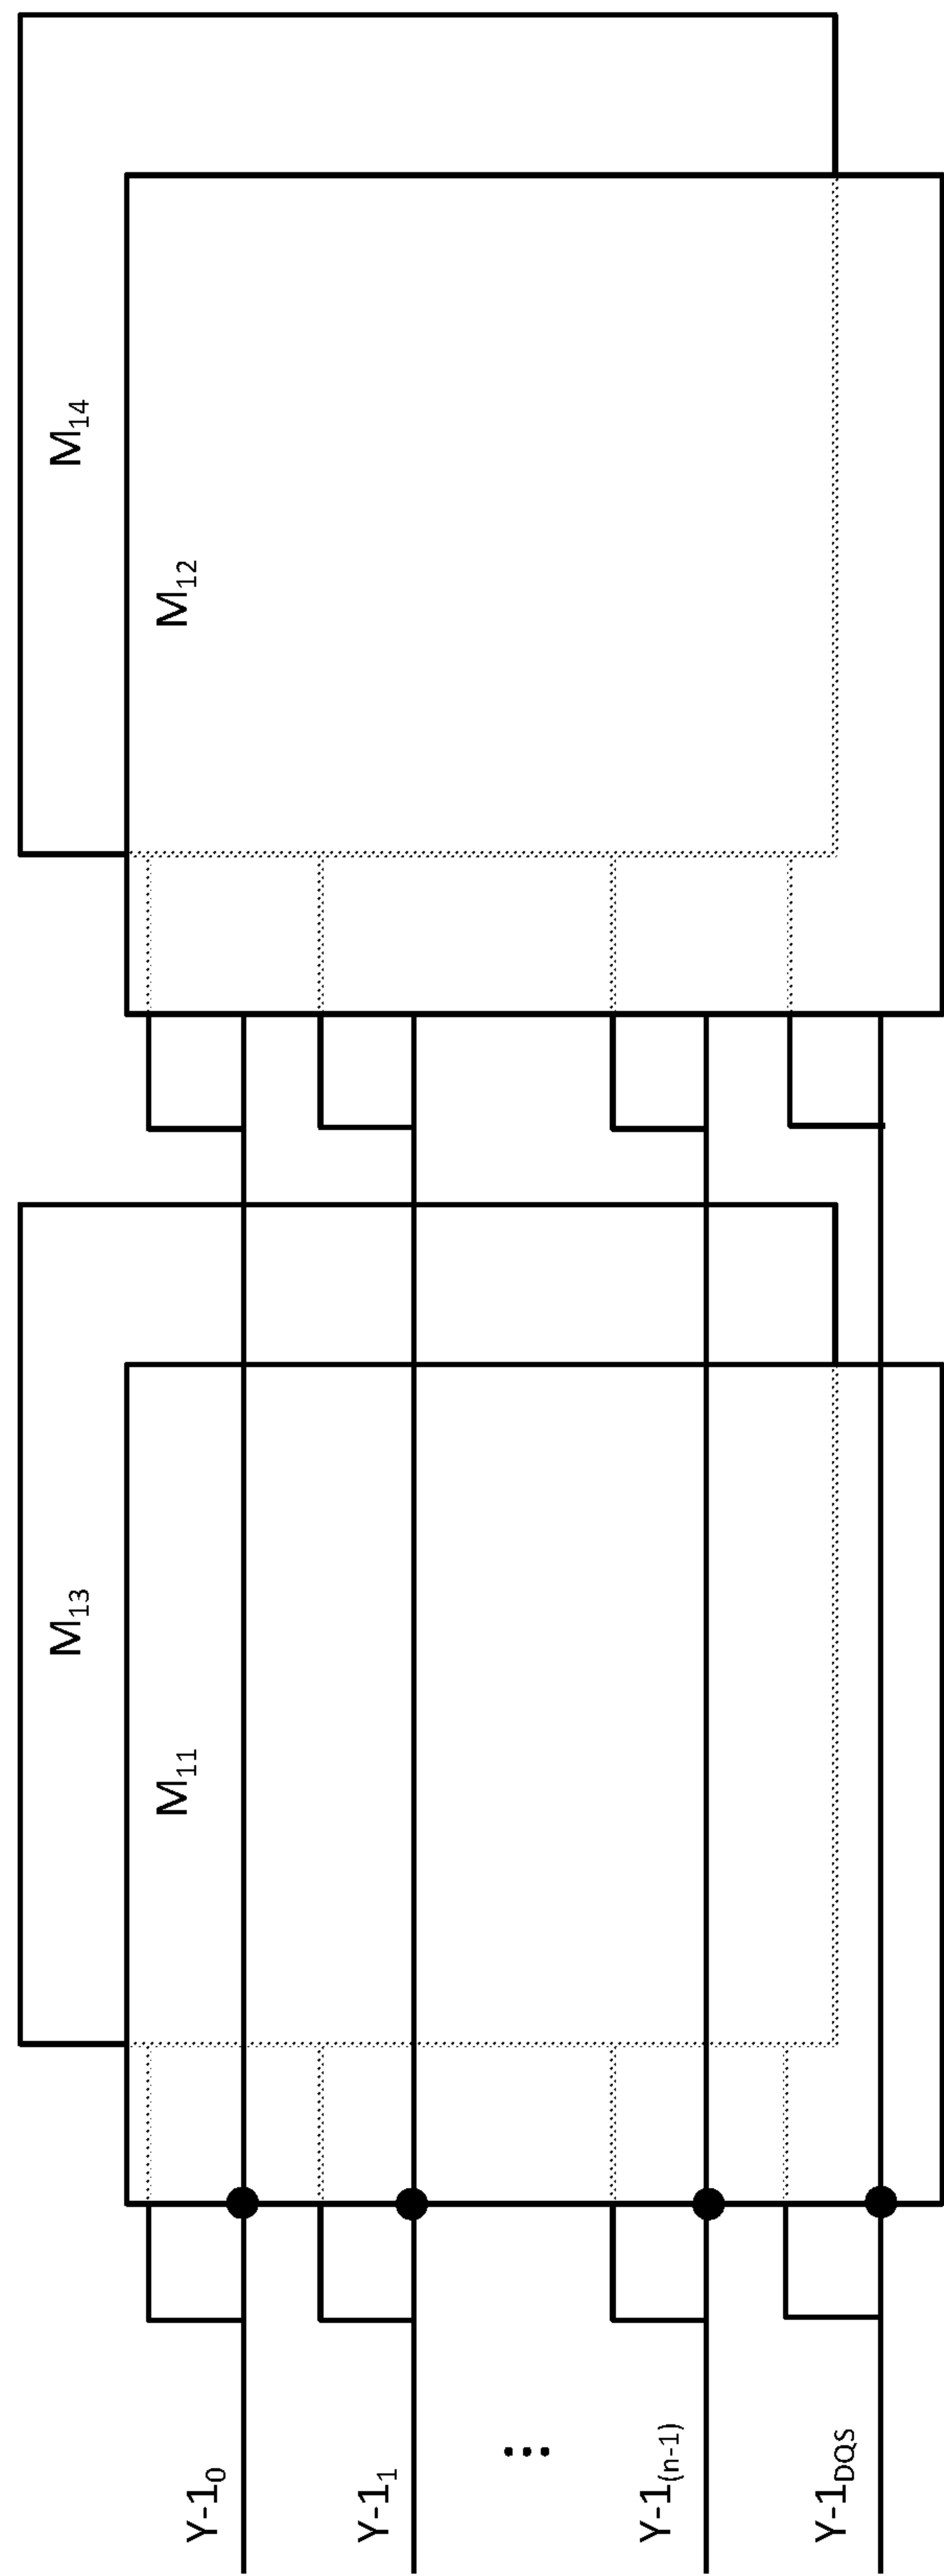 M₁₄
M₁₂
M₁₃
M₁₁
Y-1₀
Y-1₁
...
Y-1₍ₙ₋₁₎
Y-1DQS